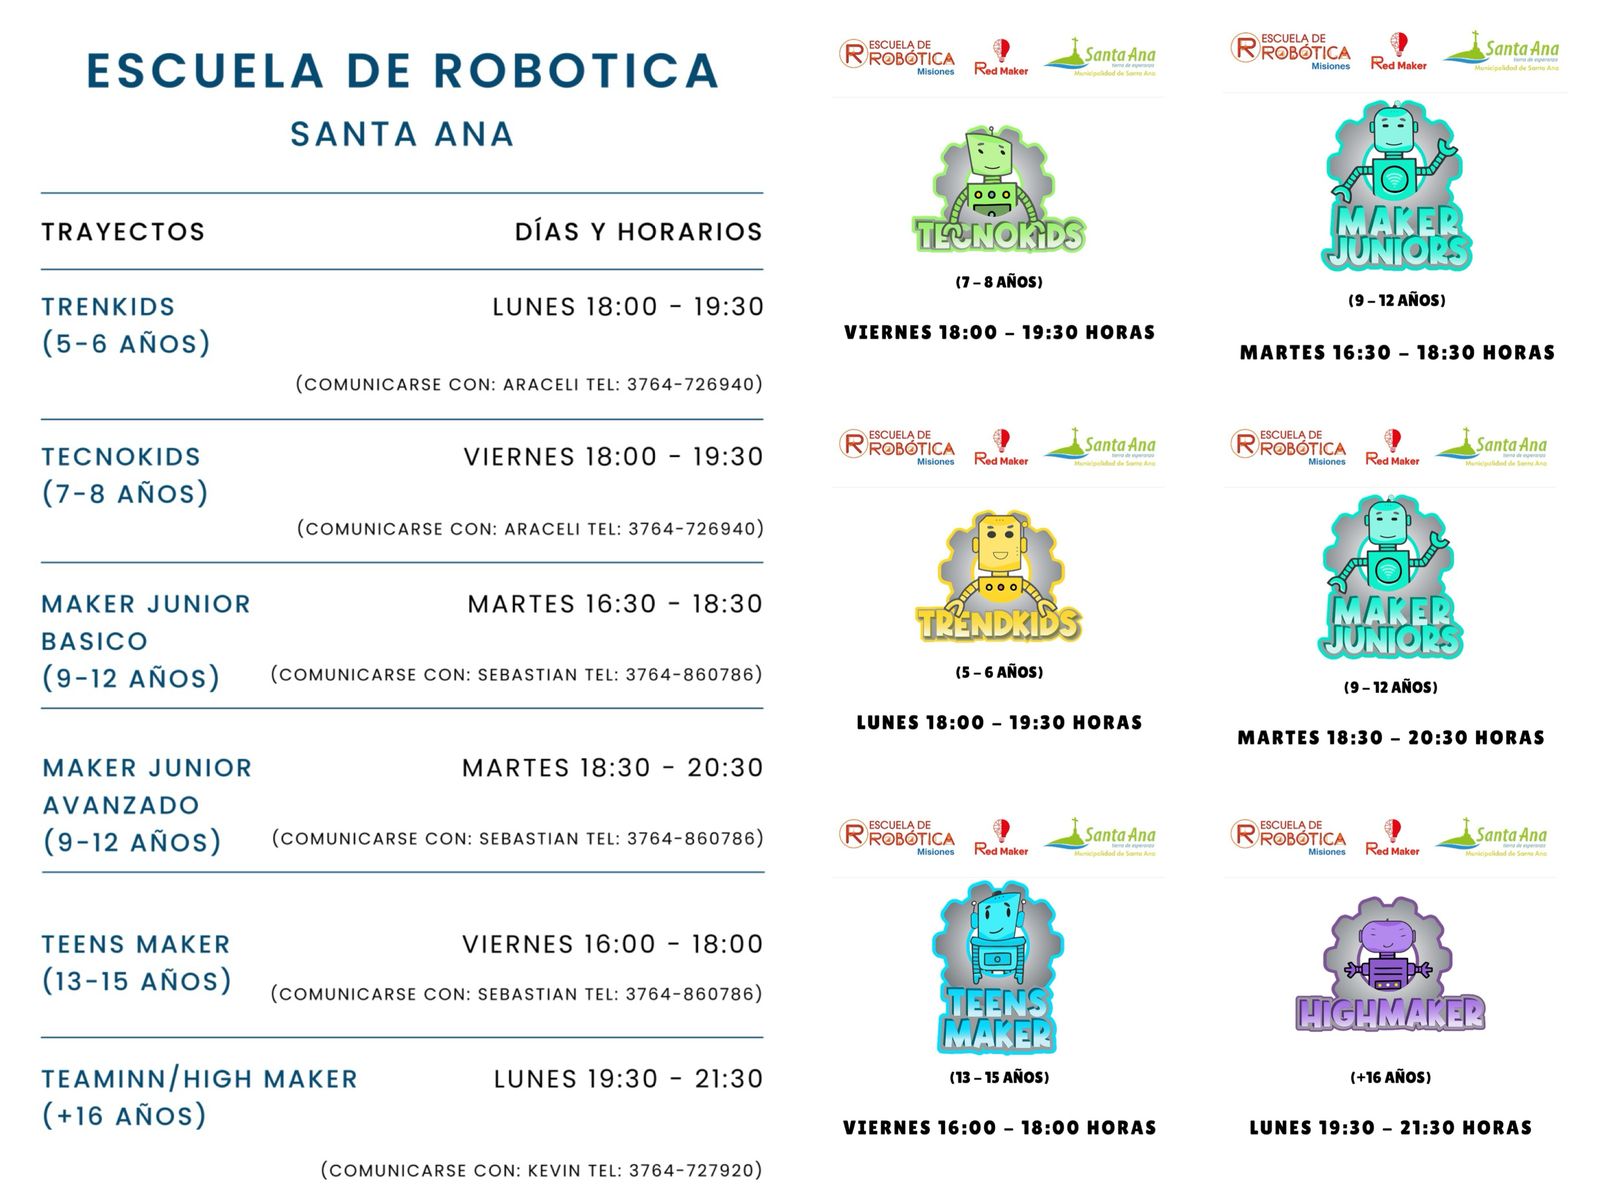 ESCUELA DE ROBOTICA
SANTA ANA
TRAYECTOS DÍAS Y HORARIOS
TRENKIDS LUNES 18:00 - 19:30
(5-6 AÑOS)
(COMUNICARSE CON: ARACELI TEL: 3764-726940)
TECNOKIDS VIERNES 18:00 - 19:30
(7-8 AÑOS)
(COMUNICARSE CON: ARACELI TEL: 3764-726940)
MAKER JUNIOR MARTES 16:30 - 18:30
BASICO
(9-12 AÑOS) (COMUNICARSE CON: SEBASTIAN TEL: 3764-860786)
MAKER JUNIOR MARTES 18:30 - 20:30
AVANZADO
(9-12 AÑOS) (COMUNICARSE CON: SEBASTIAN TEL: 3764-860786)
TEENS MAKER VIERNES 16:00 - 18:00
(13-15 AÑOS) (COMUNICARSE CON: SEBASTIAN TEL: 3764-860786)
TEAMINN/HIGH MAKER LUNES 19:30 - 21:30
(+16 AÑOS)
(COMUNICARSE CON: KEVIN TEL: 3764-727920)
ESCUELA DE
ROBÓTICA
Misiones
Red Maker
Santa Ana
tierra de esperanza
Municipalidad de Santa Ana
TECNOKIDS
(7 – 8 AÑOS)
VIERNES 18:00 – 19:30 HORAS
ESCUELA DE
ROBÓTICA
Misiones
Red Maker
Santa Ana
tierra de esperanza
Municipalidad de Santa Ana
MAKER
JUNIORS
(9 – 12 AÑOS)
MARTES 16:30 – 18:30 HORAS
ESCUELA DE
ROBÓTICA
Misiones
Red Maker
Santa Ana
tierra de esperanza
Municipalidad de Santa Ana
TRENDKIDS
(5 – 6 AÑOS)
LUNES 18:00 – 19:30 HORAS
ESCUELA DE
ROBÓTICA
Misiones
Red Maker
Santa Ana
tierra de esperanza
Municipalidad de Santa Ana
MAKER
JUNIORS
(9 – 12 AÑOS)
MARTES 18:30 – 20:30 HORAS
ESCUELA DE
ROBÓTICA
Misiones
Red Maker
Santa Ana
tierra de esperanza
Municipalidad de Santa Ana
TEENS
MAKER
(13 – 15 AÑOS)
VIERNES 16:00 – 18:00 HORAS
ESCUELA DE
ROBÓTICA
Misiones
Red Maker
Santa Ana
tierra de esperanza
Municipalidad de Santa Ana
HIGHMAKER
(+16 AÑOS)
LUNES 19:30 – 21:30 HORAS